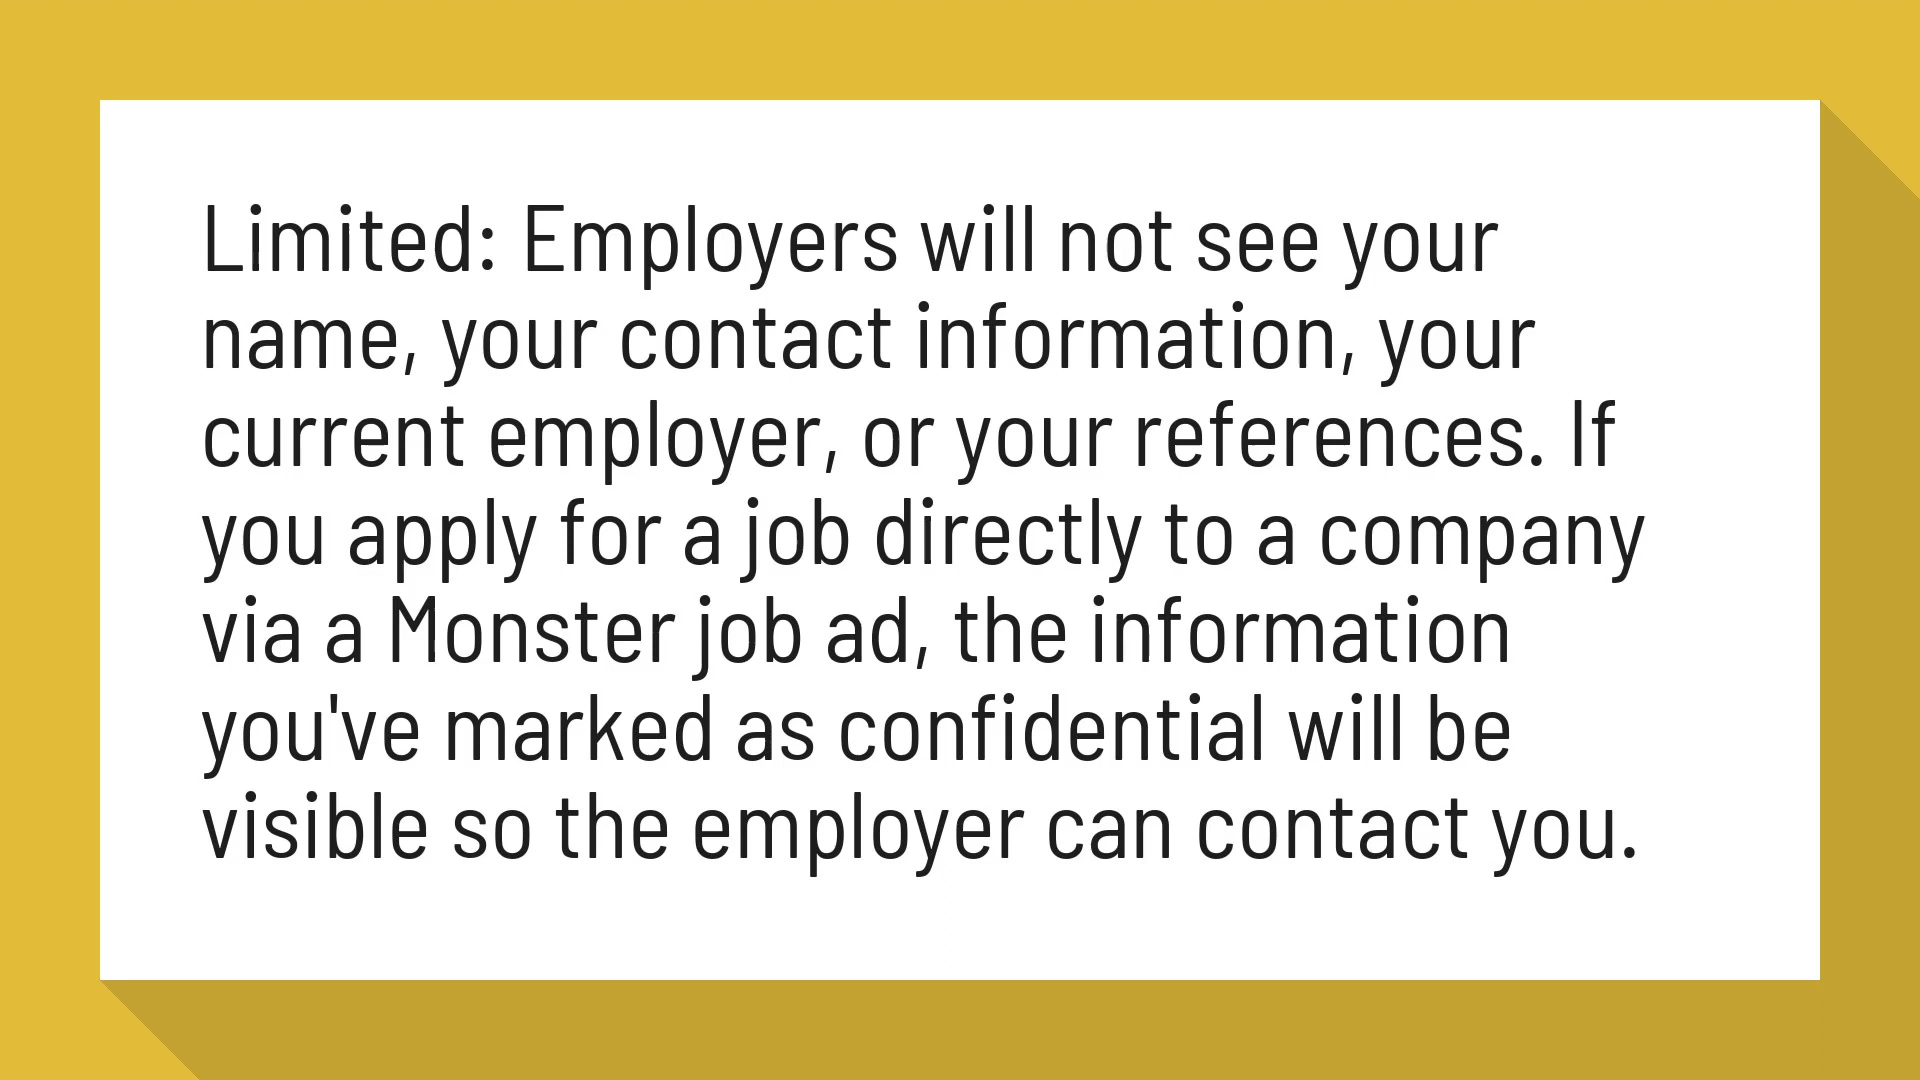 Limited: Employers will not see your
name, your contact information, your
current employer, or your references. If
you apply for a job directly to a company
via a Monster job ad, the information
you've marked as confidential will be
visible so the employer can contact you.